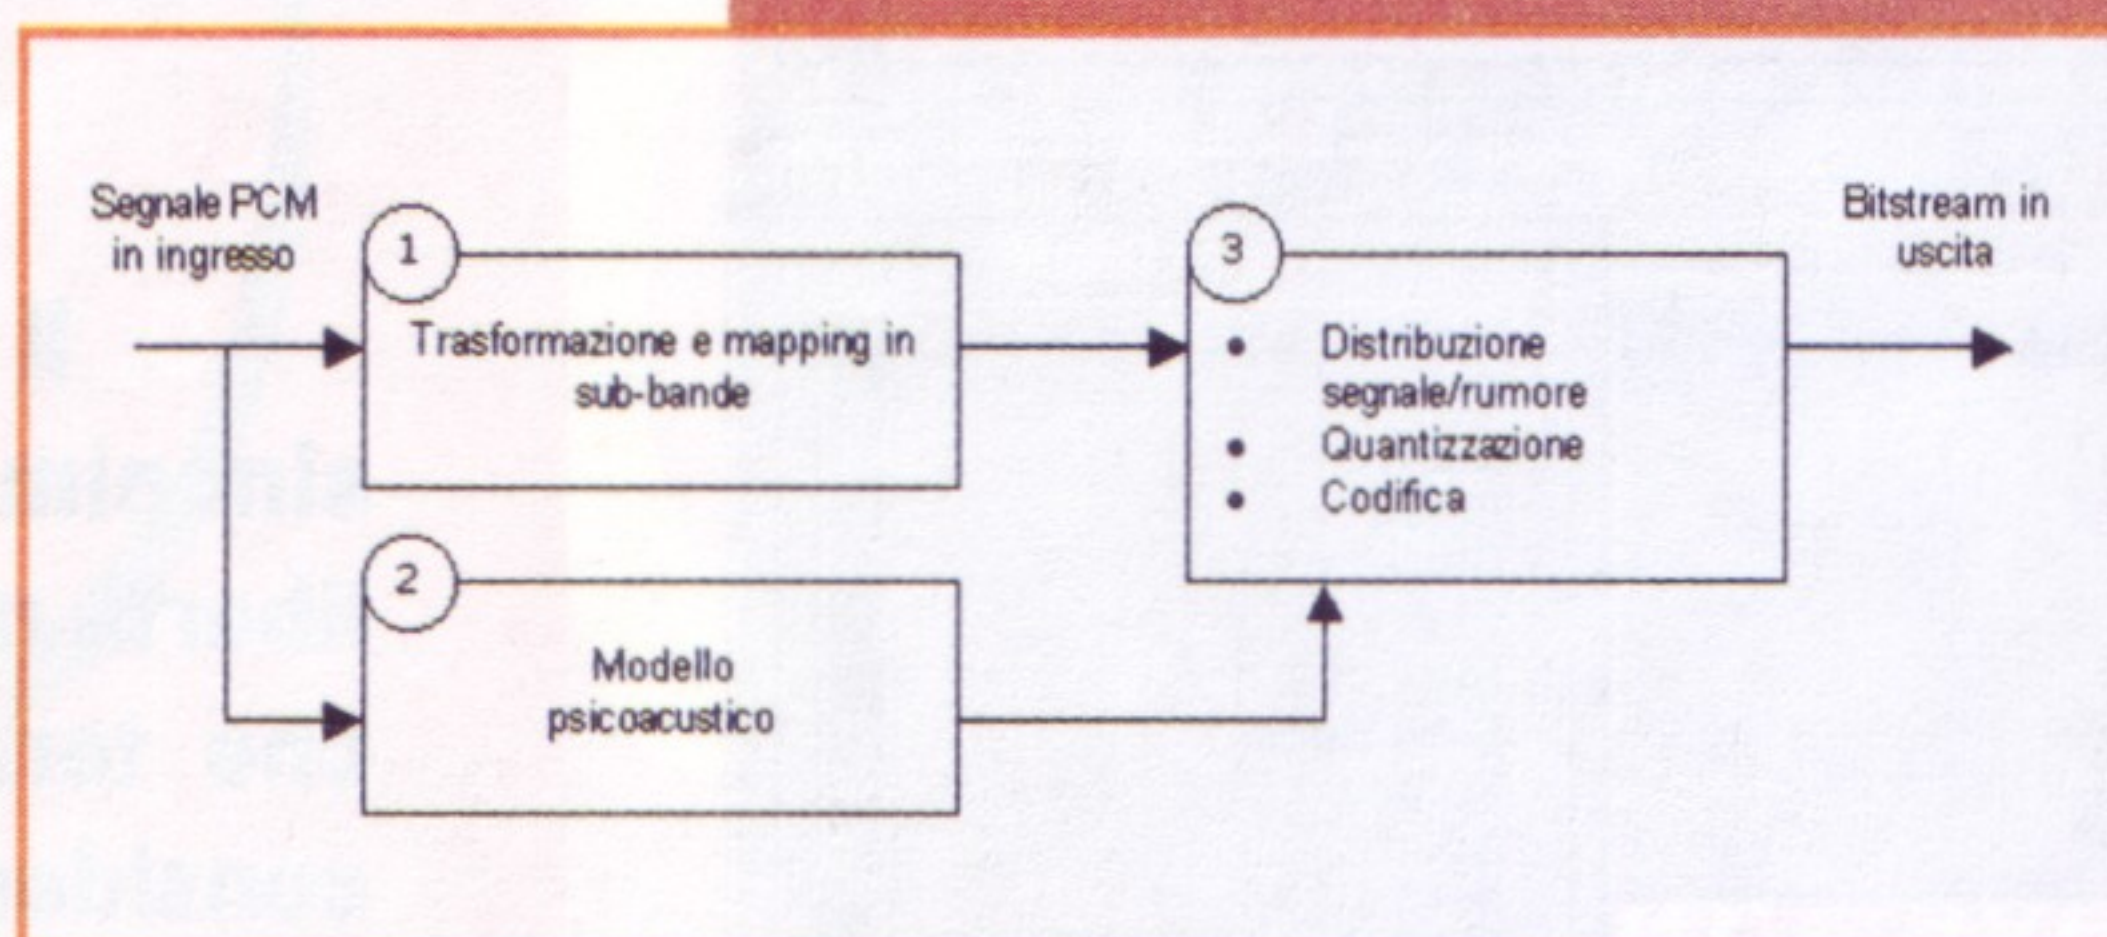 Segnale PCM
in ingresso
1
Trasformazione e mapping in
sub-bande
2
Modello
psicoacustico
3
• Distribuzione
segnale/rumore
• Quantizzazione
• Codifica
Bitstream in
uscita